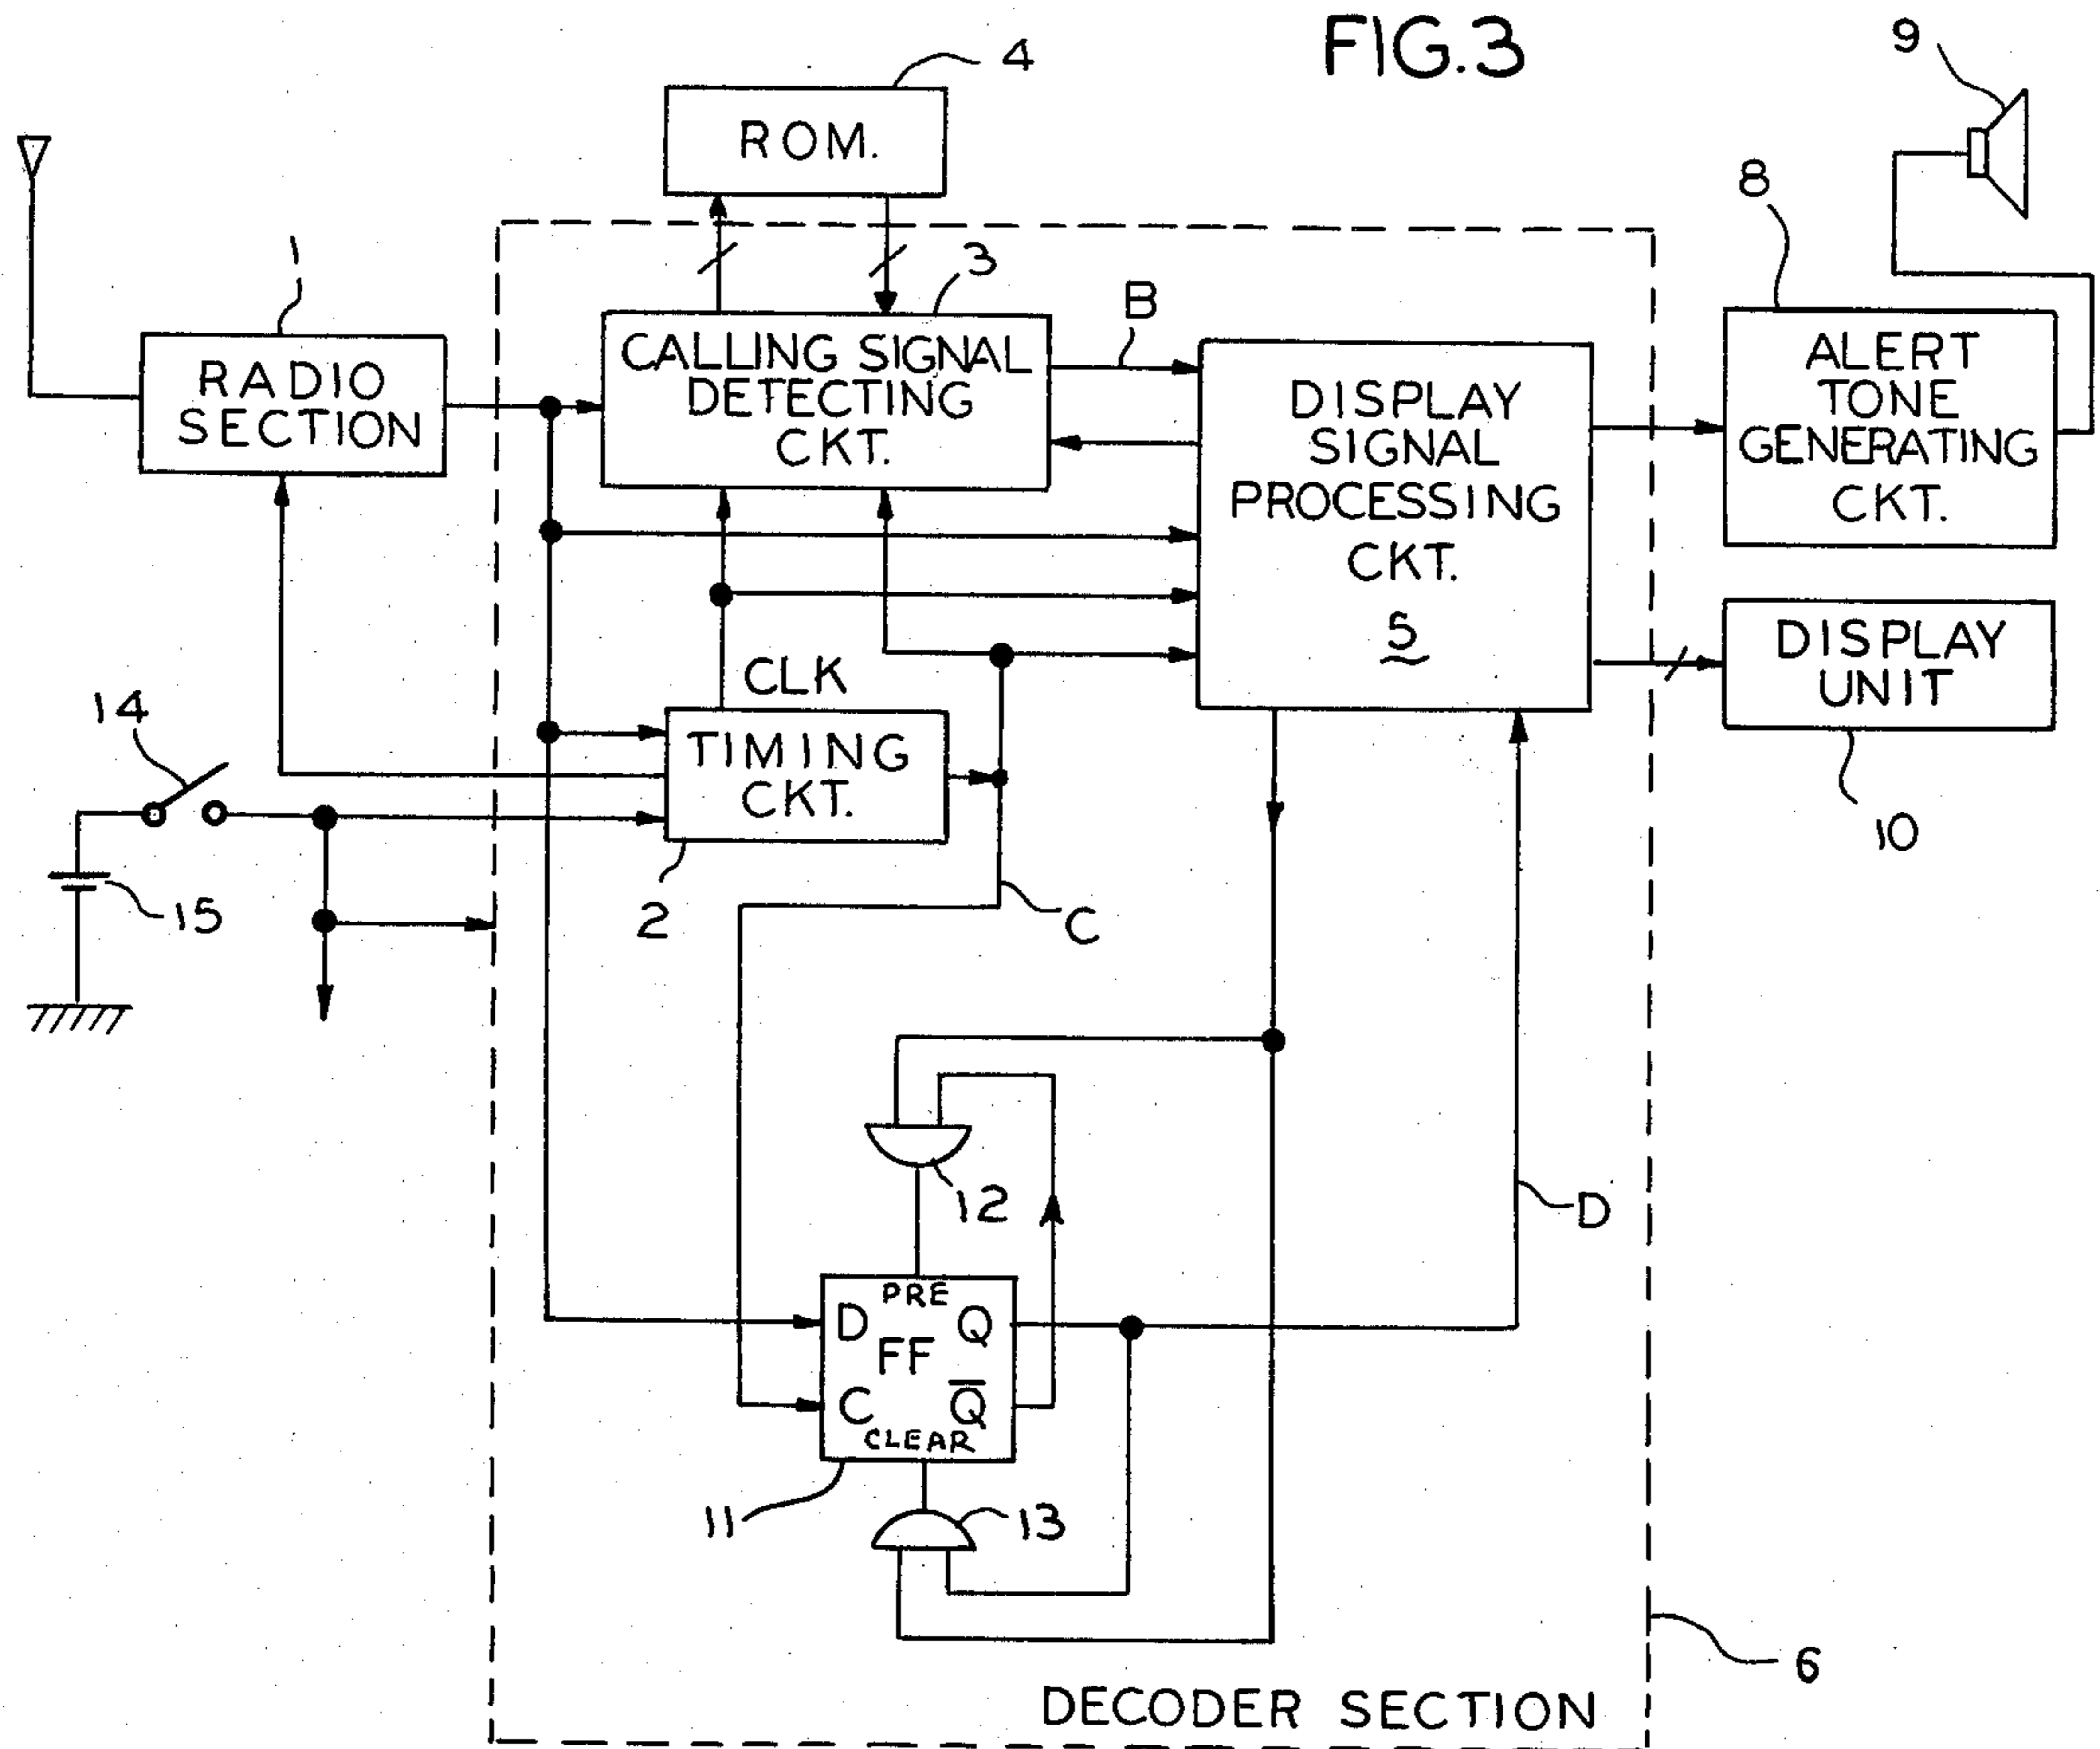 FIG.3
9
4
ROM.
8
1
3
B
RADIO
SECTION
CALLING SIGNAL
DETECTING
CKT.
DISPLAY
SIGNAL
PROCESSING
CKT.
5
ALERT
TONE
GENERATING
CKT.
CLK
DISPLAY
UNIT
14
TIMING
CKT.
10
15
2
C
12
D
PRE
D
Q
FF
C
Q̅
CLEAR
11
13
6
DECODER SECTION